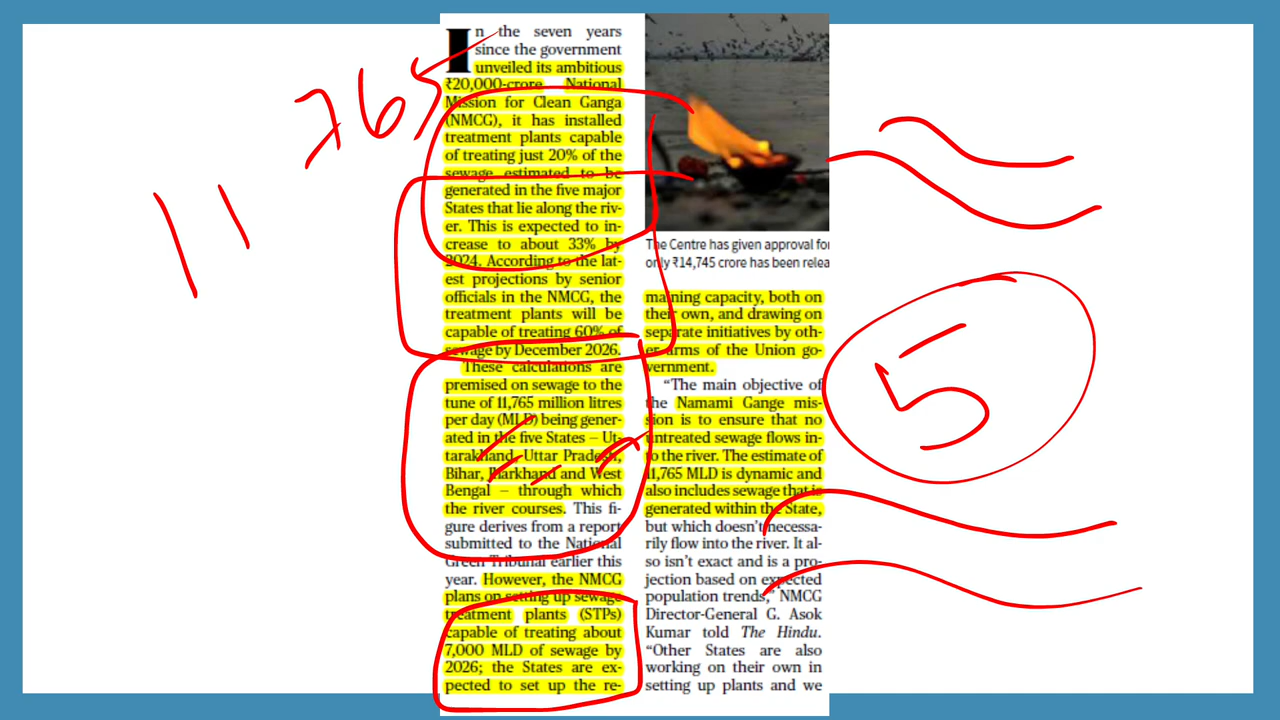 In the seven years
since the government
unveiled its ambitious
₹20,000-crore National
Mission for Clean Ganga
(NMCG), it has installed
treatment plants capable
of treating just 20% of the
sewage estimated to be
generated in the five major
States that lie along the riv-
er. This is expected to in-
crease to about 33% by
2024. According to the lat-
est projections by senior
officials in the NMCG, the
treatment plants will be
capable of treating 60% of
sewage by December 2026.
These calculations are
premised on sewage to the
tune of 11,765 million litres
per day (MLD) being gener-
ated in the five States – Ut-
tarakhand, Uttar Pradesh,
Bihar, Jharkhand and West
Bengal – through which
the river courses. This fi-
gure derives from a report
submitted to the National
Green Tribunal earlier this
year. However, the NMCG
plans on setting up sewage
treatment plants (STPs)
capable of treating about
7,000 MLD of sewage by
2026; the States are ex-
pected to set up the re-
The Centre has given approval for
only ₹14,745 crore has been relea
maining capacity, both on
their own, and drawing on
separate initiatives by oth-
er arms of the Union go-
vernment.
“The main objective of
the Namami Gange mis-
sion is to ensure that no
untreated sewage flows in-
to the river. The estimate of
11,765 MLD is dynamic and
also includes sewage that is
generated within the State,
but which doesn’t necessa-
rily flow into the river. It al-
so isn’t exact and is a pro-
jection based on expected
population trends,” NMCG
Director-General G. Asok
Kumar told The Hindu.
“Other States are also
working on their own in
setting up plants and we
11 765
5